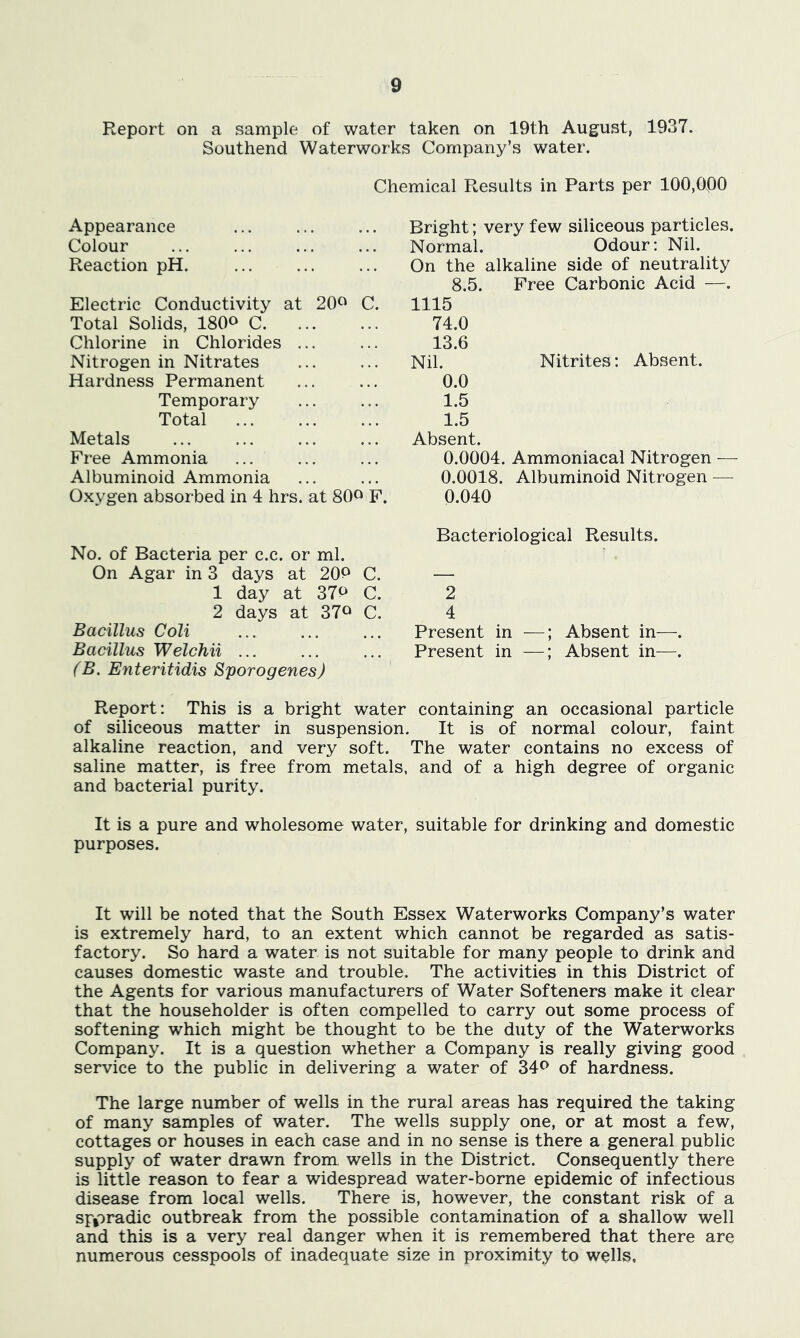 9
Report on a sample of water taken on 19th August, 1937.
Southend Waterworks Company's water.
Chemical Results in Parts per 100,000
Appearance ... ... ... Bright; very few siliceous particles.
Colour ... ... ... ... Normal. Odour: Nil.
Reaction pH. ... ... ... On the alkaline side of neutrality
8.5. Free Carbonic Acid —.
Electric Conductivity at 20º C. 1115
Total Solids, 180º C. ... ... 74.0
Chlorine in Chlorides ... ... 13.6
Nitrogen in Nitrates ... ... Nil. Nitrites: Absent.
Hardness Permanent ... ... 0.0
Temporary ... ... 1.5
Total ... ... ... 1.5
Metals ... ... ... ... Absent.
Free Ammonia ... ... ... 0.0004. Ammoniacal Nitrogen —
Albuminoid Ammonia ... ... 0.0018. Albuminoid Nitrogen —
Oxygen absorbed in 4 hrs. at 80º F. 0.040
Bacteriological Results.
No. of Bacteria per c.c. or ml.
On Agar in 3 days at 20º C. —
1 day at 37º C. 2
2 days at 37º C. 4
Bacillus Coli ... ... ... Present in —; Absent in—.
Bacillus Welchii ... ... Present in —; Absent in—.
(B. Enteritidis Sporogenes)
Report: This is a bright water containing an occasional particle
of siliceous matter in suspension. It is of normal colour, faint
alkaline reaction, and very soft. The water contains no excess of
saline matter, is free from metals, and of a high degree of organic
and bacterial purity.
It is a pure and wholesome water, suitable for drinking and domestic
purposes.
It will be noted that the South Essex Waterworks Company's water
is extremely hard, to an extent which cannot be regarded as satis-
factory. So hard a water is not suitable for many people to drink and
causes domestic waste and trouble. The activities in this District of
the Agents for various manufacturers of Water Softeners make it clear
that the householder is often compelled to carry out some process of
softening which might be thought to be the duty of the Waterworks
Company. It is a question whether a Company is really giving good
service to the public in delivering a water of 34º of hardness.
The large number of wells in the rural areas has required the taking
of many samples of water. The wells supply one, or at most a few,
cottages or houses in each case and in no sense is there a general public
supply of water drawn from wells in the District. Consequently there
is little reason to fear a widespread water-borne epidemic of infectious
disease from local wells. There is, however, the constant risk of a
sporadic outbreak from the possible contamination of a shallow well
and this is a very real danger when it is remembered that there are
numerous cesspools of inadequate size in proximity to wells,